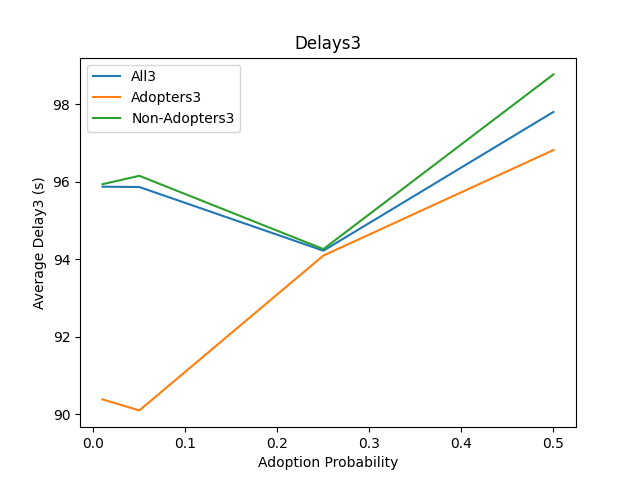 Delays3
All3
Adopters3
Non-Adopters3
98
96
94
92
90
Average Delay3 (s)
0.0 0.1 0.2 0.3 0.4 0.5
Adoption Probability